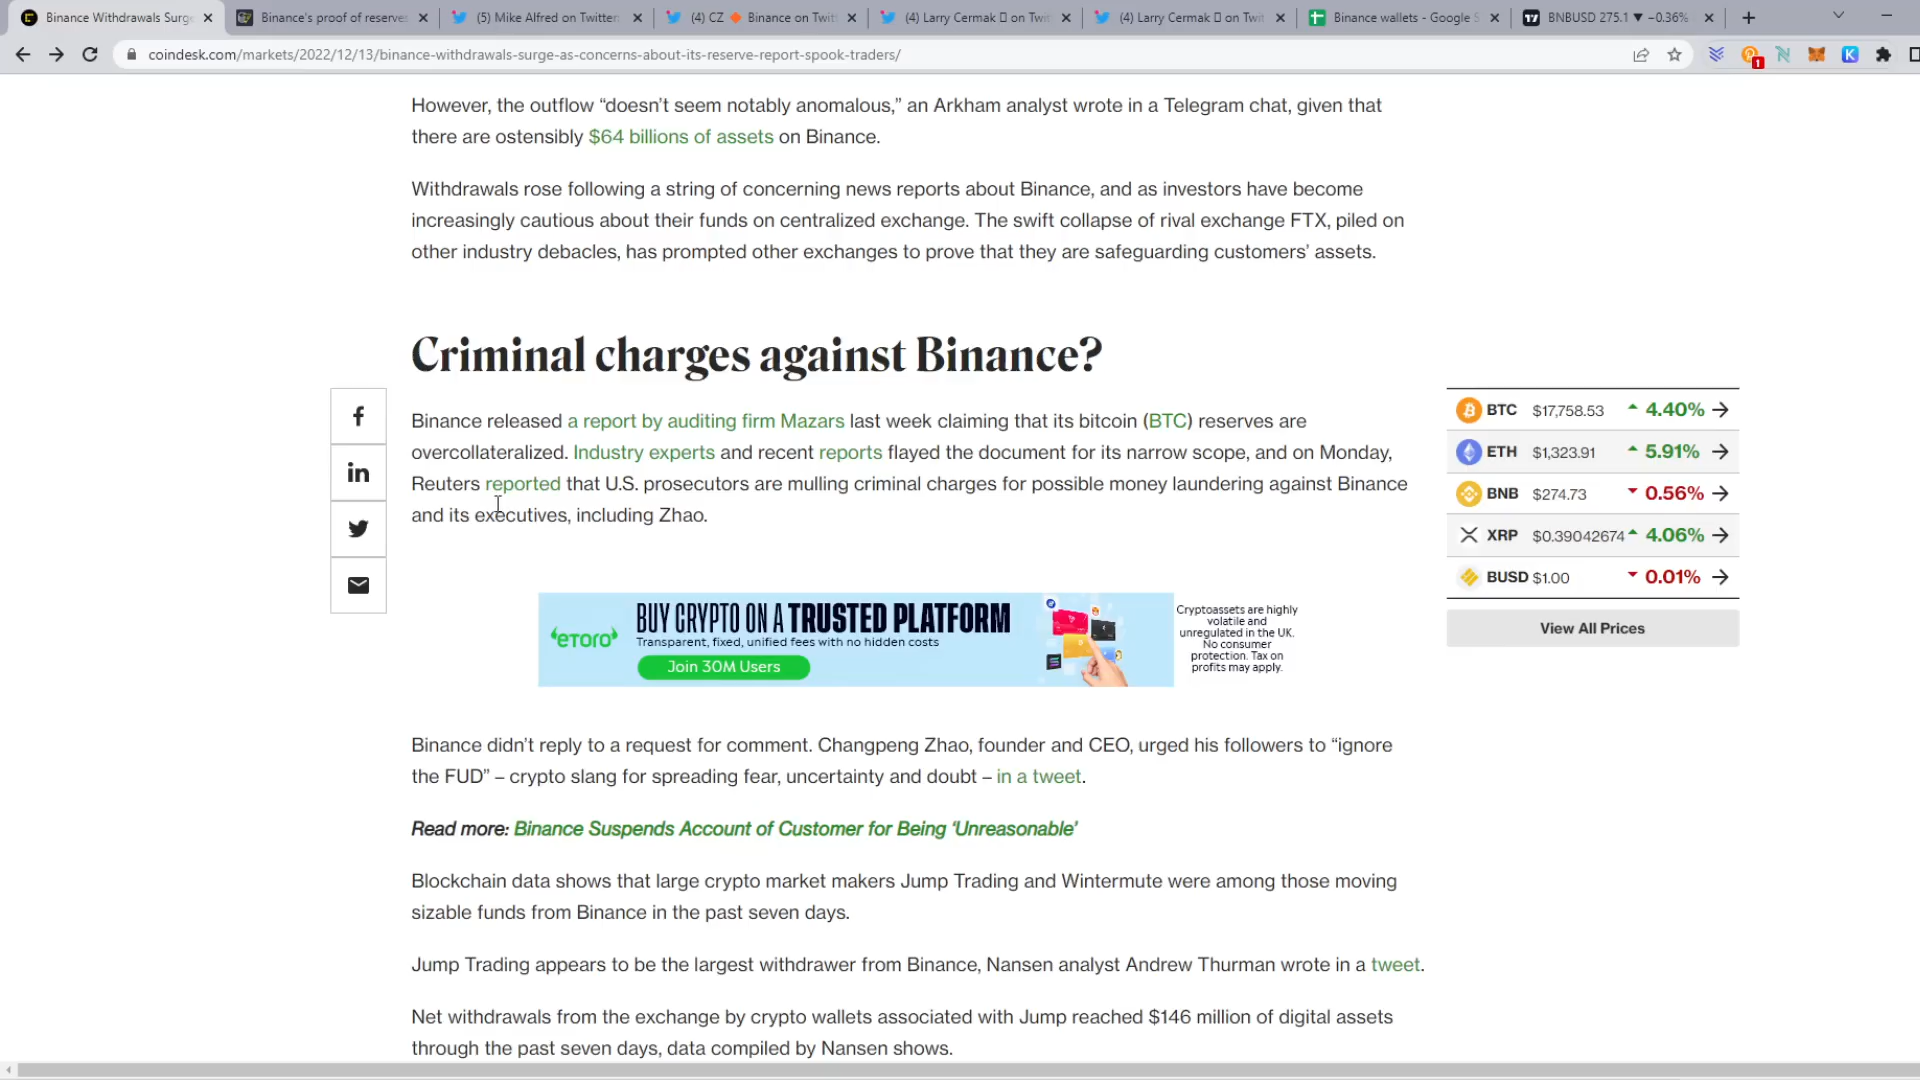 Binance Withdrawals Surge
Binance's proof of reserves
(5) Mike Alfred on Twitter
(4) CZ 🔶 Binance on Twit
(4) Larry Cermak on Twit
(4) Larry Cermak on Twit
Binance wallets - Google S
BNBUSD 275.1 ▼ −0.36%
coindesk.com/markets/2022/12/13/binance-withdrawals-surge-as-concerns-about-its-reserve-report-spook-traders/
1
However, the outflow “doesn’t seem notably anomalous,” an Arkham analyst wrote in a Telegram chat, given that
there are ostensibly $64 billions of assets on Binance.
Withdrawals rose following a string of concerning news reports about Binance, and as investors have become
increasingly cautious about their funds on centralized exchange. The swift collapse of rival exchange FTX, piled on
other industry debacles, has prompted other exchanges to prove that they are safeguarding customers’ assets.
Criminal charges against Binance?
Binance released a report by auditing firm Mazars last week claiming that its bitcoin (BTC) reserves are
overcollateralized. Industry experts and recent reports flayed the document for its narrow scope, and on Monday,
Reuters reported that U.S. prosecutors are mulling criminal charges for possible money laundering against Binance
and its executives, including Zhao.
BTC $17,758.53 4.40%
ETH $1,323.91 5.91%
BNB $274.73 0.56%
XRP $0.39042674 4.06%
BUSD $1.00 0.01%
View All Prices
eToro
BUY CRYPTO ON A TRUSTED PLATFORM
Transparent, fixed, unified fees with no hidden costs
Join 30M Users
Cryptoassets are highly
volatile and
unregulated in the UK.
No consumer
protection. Tax on
profits may apply.
Binance didn’t reply to a request for comment. Changpeng Zhao, founder and CEO, urged his followers to “ignore
the FUD” – crypto slang for spreading fear, uncertainty and doubt – in a tweet.
Read more: Binance Suspends Account of Customer for Being ‘Unreasonable’
Blockchain data shows that large crypto market makers Jump Trading and Wintermute were among those moving
sizable funds from Binance in the past seven days.
Jump Trading appears to be the largest withdrawer from Binance, Nansen analyst Andrew Thurman wrote in a tweet.
Net withdrawals from the exchange by crypto wallets associated with Jump reached $146 million of digital assets
through the past seven days, data compiled by Nansen shows.